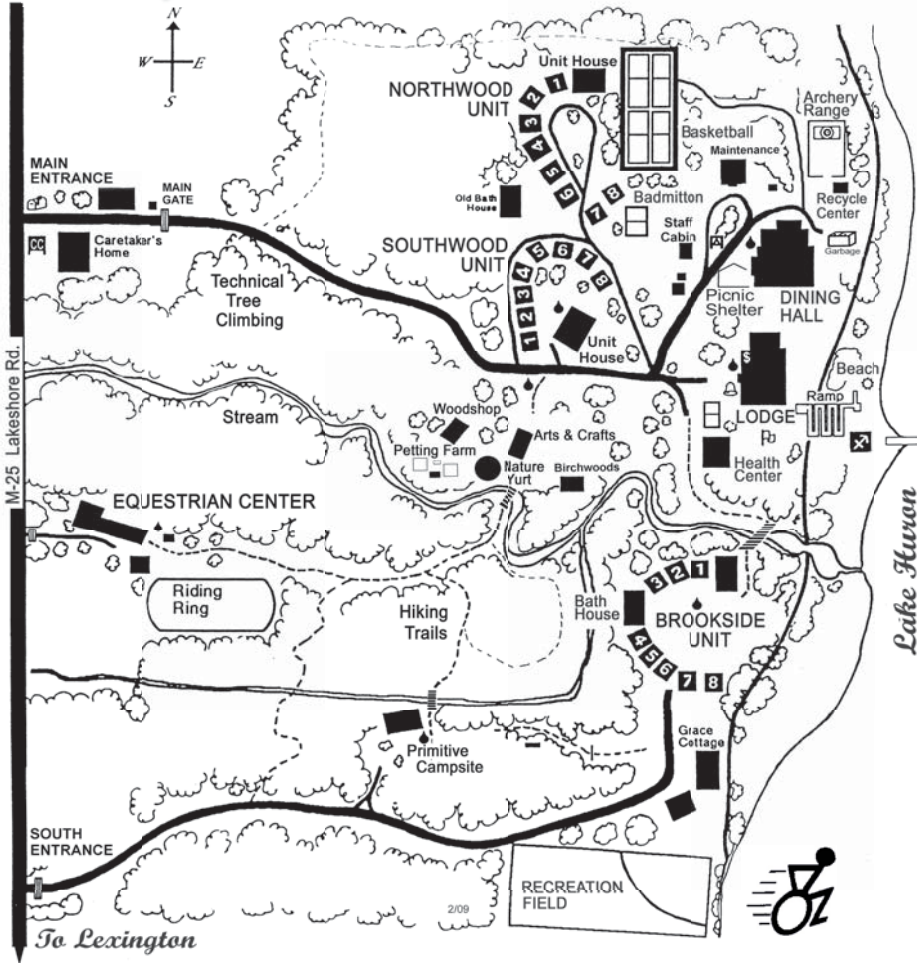 N
W E
S
Unit House
NORTHWOOD
UNIT
1
2
3
4
5
6
7
8
Archery
Range
Basketball
Maintenance
MAIN
ENTRANCE
MAIN
GATE
Old Bath
House
Badmitton
Recycle
Center
Staff
Cabin
Garbage
CC
Caretakar's
Home
SOUTHWOOD
UNIT
1
2
3
4
5
6
7
8
Technical
Tree
Climbing
Picnic
Shelter
DINING
HALL
Unit
House
M-25 Lakeshore Rd.
S
Beach
Ramp
Stream
Woodshop
LODGE
Arts & Crafts
Petting Farm
Nature
Yurt
Birchwoods
Health
Center
EQUESTRIAN CENTER
Lake Huron
Riding
Ring
Hiking
Trails
Bath
House
3
2
1
BROOKSIDE
UNIT
4
5
6
7
8
Grace
Cottage
Primitive
Campsite
SOUTH
ENTRANCE
RECREATION
FIELD
2/09
To Lexington